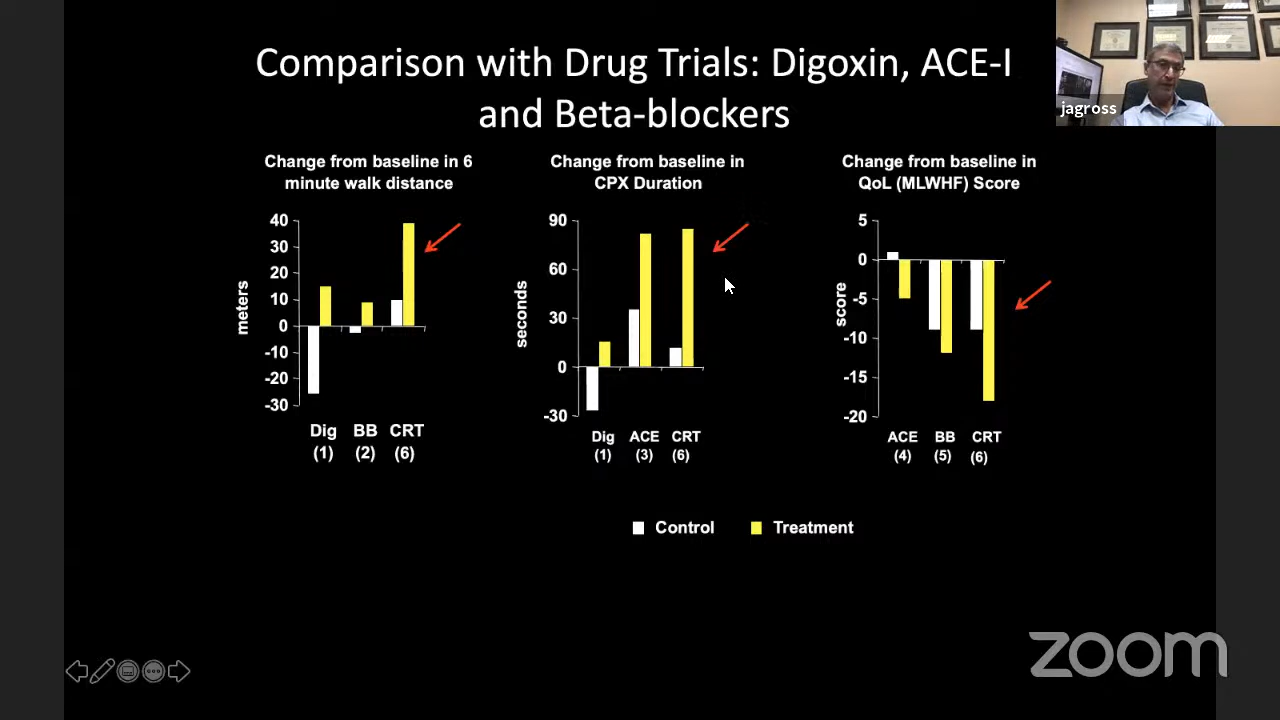 Comparison with Drug Trials: Digoxin, ACE-I
and Beta-blockers
jagross
Change from baseline in 6
minute walk distance
40
30
20
10
0
-10
-20
-30
meters
Dig BB CRT
(1) (2) (6)
Change from baseline in
CPX Duration
90
60
30
0
-30
seconds
Dig ACE CRT
(1) (3) (6)
Change from baseline in
QoL (MLWHF) Score
5
0
-5
-10
-15
-20
score
ACE BB CRT
(4) (5) (6)
Control Treatment
zoom